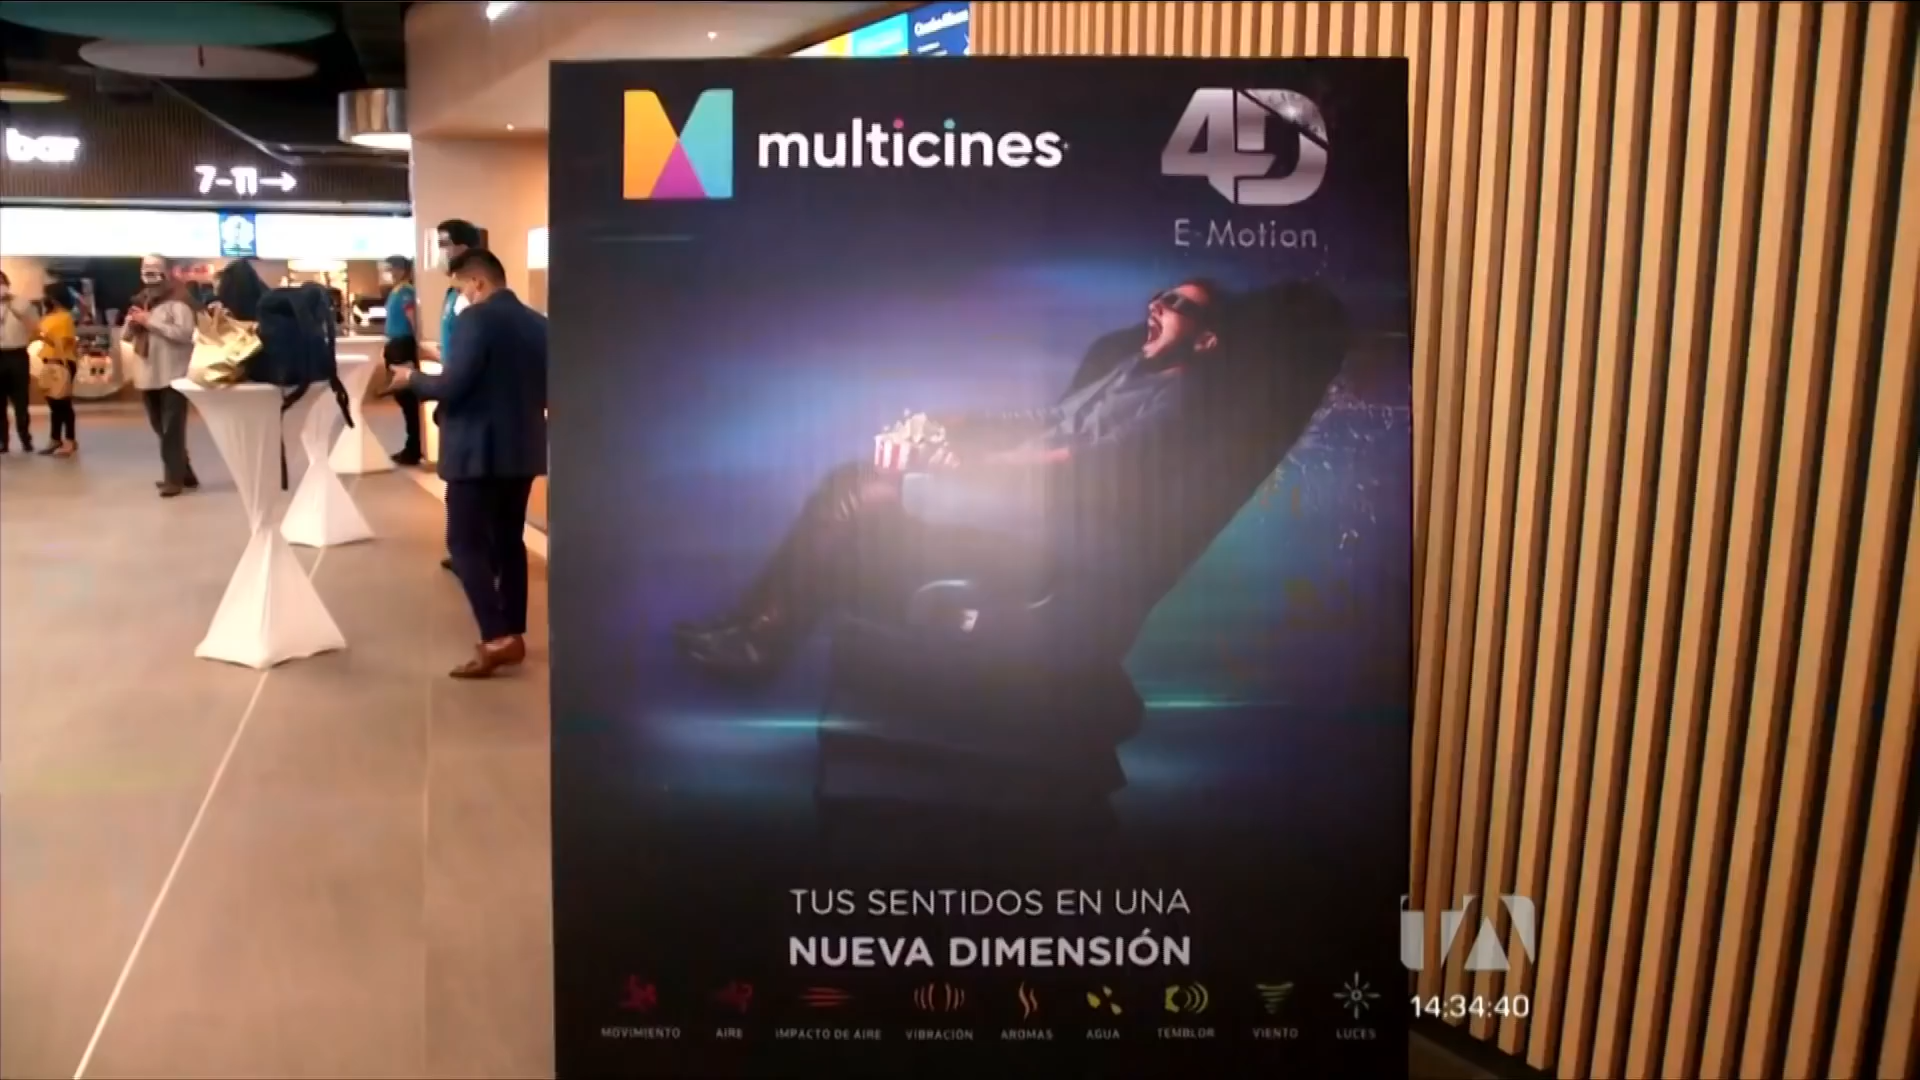 bar
7-11→
multicines
4D
E-Motion
TUS SENTIDOS EN UNA
NUEVA DIMENSIÓN
MOVIMIENTO AIRE IMPACTO DE AIRE VIBRACIÓN AROMAS AGUA TEMBLOR VIENTO LUCES
14:34:40